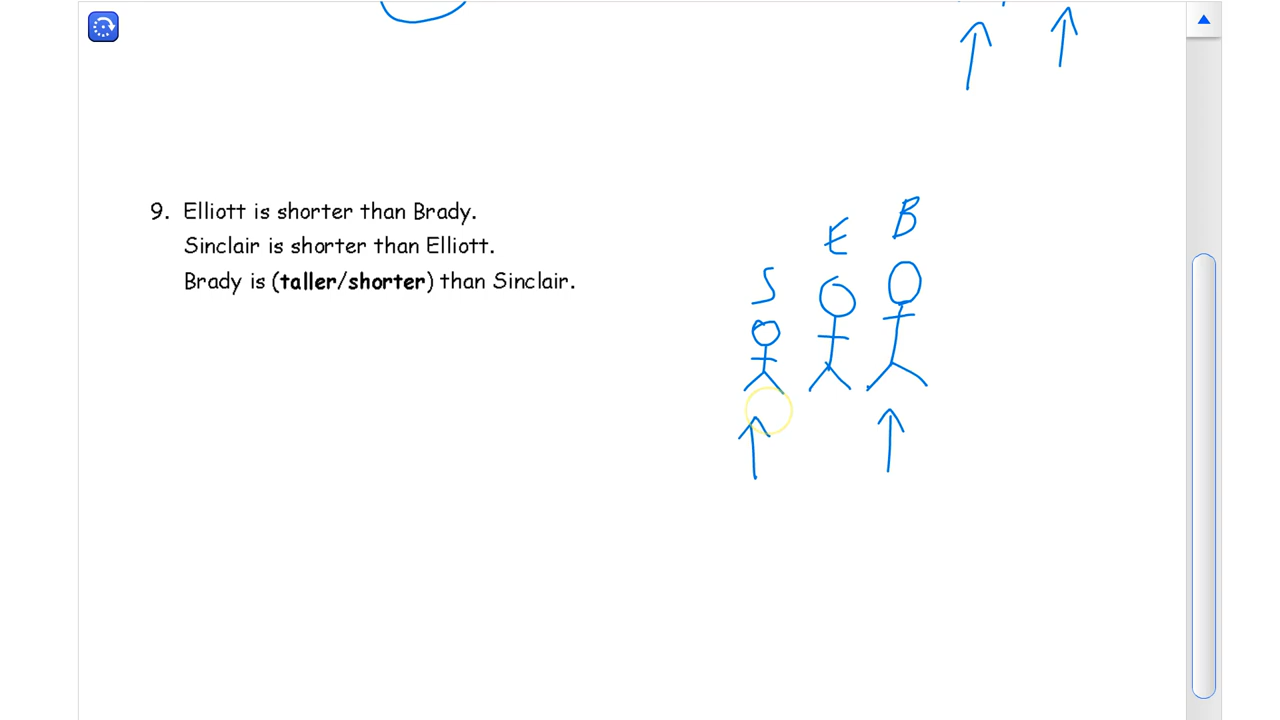 B
E
9. Elliott is shorter than Brady.
Sinclair is shorter than Elliott.
S
Brady is (taller/shorter) than Sinclair.